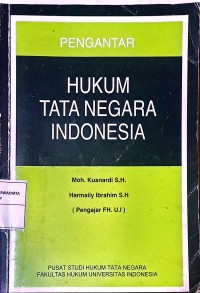 PENGANTAR
HUKUM
TATA NEGARA
INDONESIA
Moh. Kusnardi S,H.
Harmaily Ibrahim S.H
( Pengajar FH. U.I )
PUSAT STUDI HUKUM TATA NEGARA
FAKULTAS HUKUM UNIVERSITAS INDONESIA